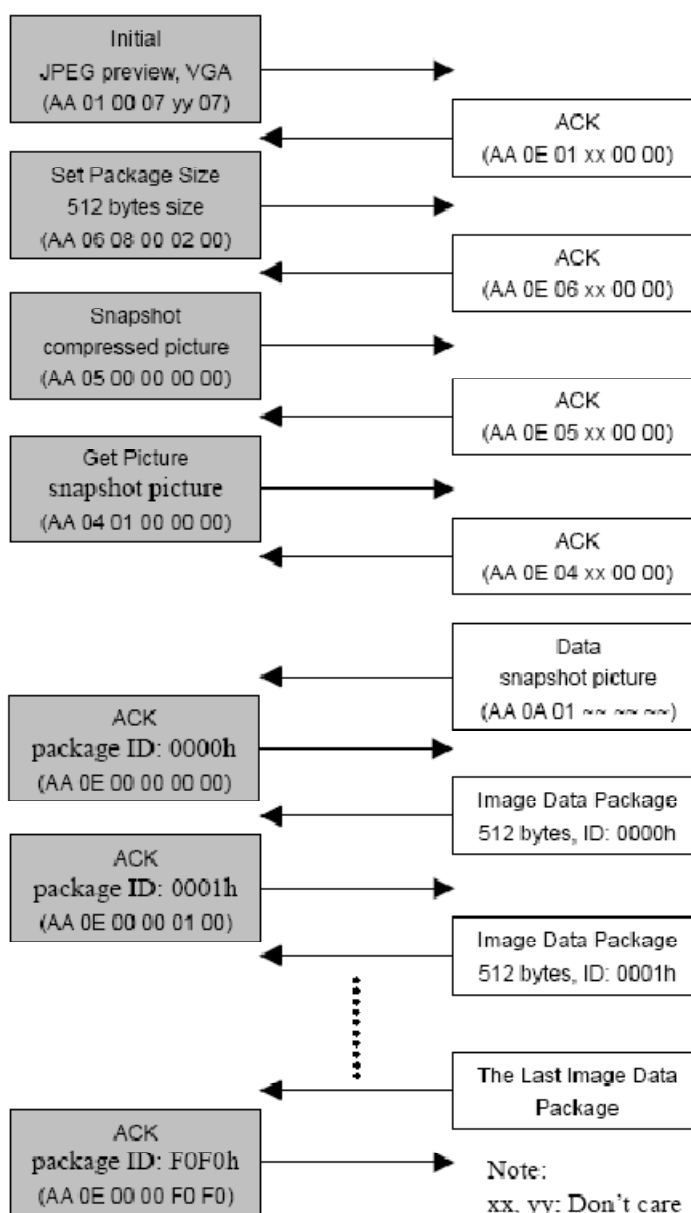 Initial
JPEG preview, VGA
(AA 01 00 07 yy 07)
ACK
(AA 0E 01 xx 00 00)
Set Package Size
512 bytes size
(AA 06 08 00 02 00)
ACK
(AA 0E 06 xx 00 00)
Snapshot
compressed picture
(AA 05 00 00 00 00)
ACK
(AA 0E 05 xx 00 00)
Get Picture
snapshot picture
(AA 04 01 00 00 00)
ACK
(AA 0E 04 xx 00 00)
Data
snapshot picture
(AA 0A 01 ~~ ~~ ~~)
ACK
package ID: 0000h
(AA 0E 00 00 00 00)
Image Data Package
512 bytes, ID: 0000h
ACK
package ID: 0001h
(AA 0E 00 00 01 00)
Image Data Package
512 bytes, ID: 0001h
The Last Image Data
Package
ACK
package ID: F0F0h
(AA 0E 00 00 F0 F0)
Note:
xx, yy: Don't care